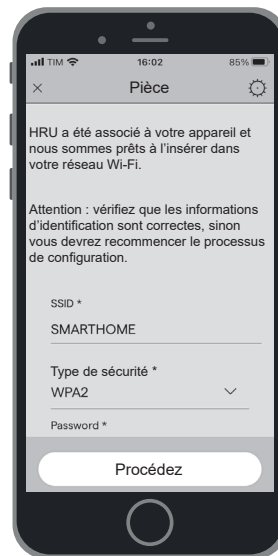 TIM 16:02 85%
× Pièce
HRU a été associé à votre appareil et
nous sommes prêts à l'insérer dans
votre réseau Wi-Fi.
Attention : vérifiez que les informations
d'identification sont correctes, sinon
vous devrez recommencer le processus
de configuration.
SSID *
SMARTHOME
Type de sécurité *
WPA2
Password *
Procédez